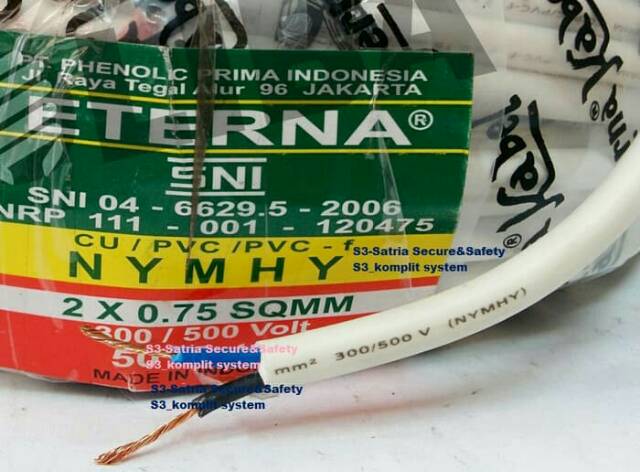 PT. PHENOLIC PRIMA INDONESIA
Jl. Raya Tegal Alur 96 JAKARTA
ETERNA®
SNI
SNI 04 - 6629.5 - 2006
NRP 111 - 001 - 120475
CU / PVC / PVC - f
NYMHY
2 X 0.75 SQMM
300 / 500 Volt
MADE IN
S3-Satria Secure&Safety
S3_komplit system
S3-Satria Secure&Safety
S3_komplit system
S3-Satria Secure&Safety
S3_komplit system
mm² 300/500 V (NYMHY)